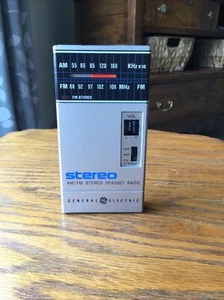 AM 55 65 85 120 160 KHz x 10
FM 88 92 97 102 108 MHz FM
FM STEREO
VOL
stereo
AM/FM STEREO HEADSET RADIO
GENERAL GE ELECTRIC